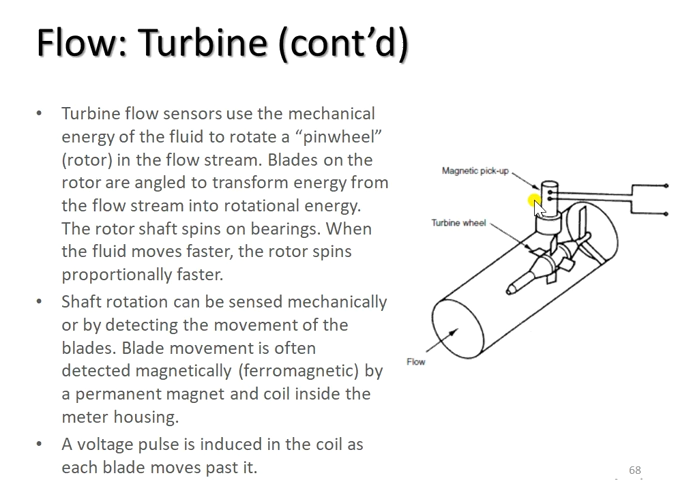 Flow: Turbine (cont’d)
• Turbine flow sensors use the mechanical
energy of the fluid to rotate a “pinwheel”
(rotor) in the flow stream. Blades on the
rotor are angled to transform energy from
the flow stream into rotational energy.
The rotor shaft spins on bearings. When
the fluid moves faster, the rotor spins
proportionally faster.
• Shaft rotation can be sensed mechanically
or by detecting the movement of the
blades. Blade movement is often
detected magnetically (ferromagnetic) by
a permanent magnet and coil inside the
meter housing.
• A voltage pulse is induced in the coil as
each blade moves past it.
Magnetic pick-up
Turbine wheel
Flow
68